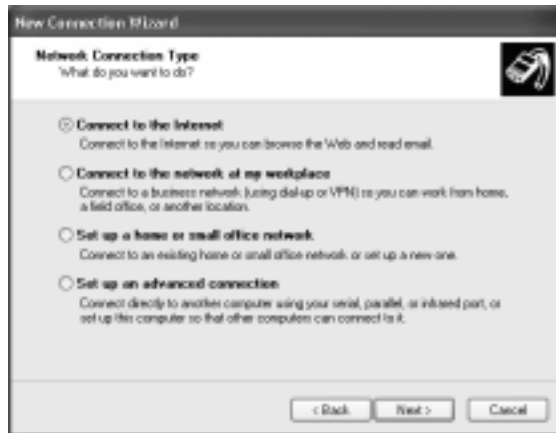 New Connection Wizard
Network Connection Type
What do you want to do?
Connect to the Internet
Connect to the Internet so you can browse the Web and read email.
Connect to the network at my workplace
Connect to a business network (using dial-up or VPN) so you can work from home,
a field office, or another location.
Set up a home or small office network
Connect to an existing home or small office network or set up a new one.
Set up an advanced connection
Connect directly to another computer using your serial, parallel, or infrared port, or
set up this computer so that other computers can connect to it.
< Back Next > Cancel